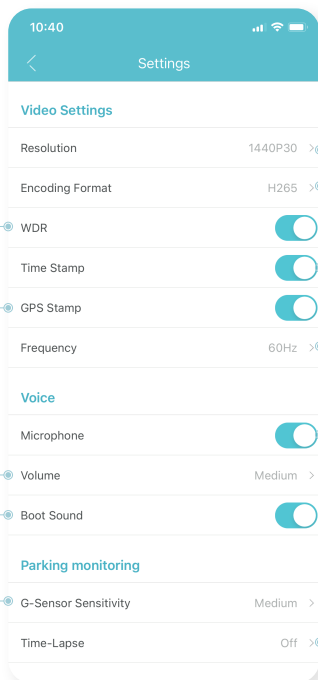 10:40
Settings
Video Settings
Resolution 1440P30
Encoding Format H265
WDR
Time Stamp
GPS Stamp
Frequency 60Hz
Voice
Microphone
Volume Medium
Boot Sound
Parking monitoring
G-Sensor Sensitivity Medium
Time-Lapse Off